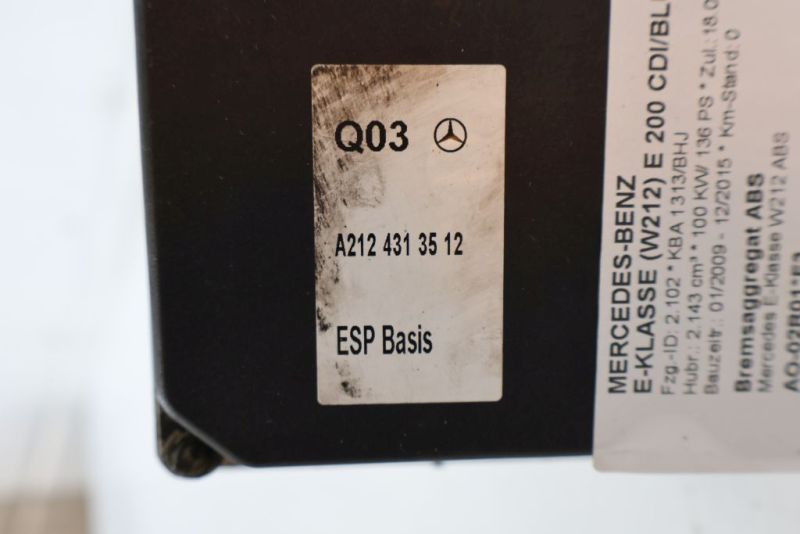 Q03
A212 431 35 12
ESP Basis
MERCEDES-BENZ
E-KLASSE (W212) E 200 CDI/BLU
Fzg.-ID: 2.102 * KBA 1313/BHJ
Hubr.: 2.143 cm³ * 100 KW/ 136 PS * Zul.:18.0
Bauzeitr.: 01/2009 - 12/2015 * Km-Stand: 0
Bremsaggregat ABS
Mercedes E-Klasse W212 ABS